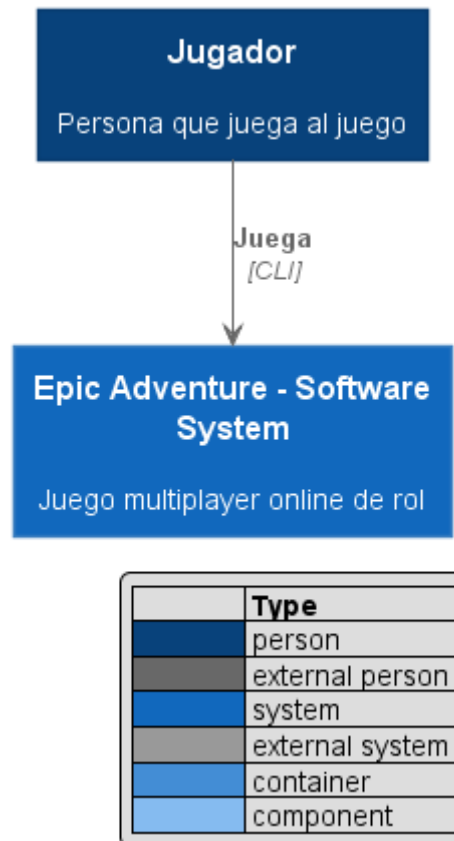 Jugador
Persona que juega al juego
Juega
[CLI]
Epic Adventure - Software
System
Juego multiplayer online de rol
Type
person
external person
system
external system
container
component